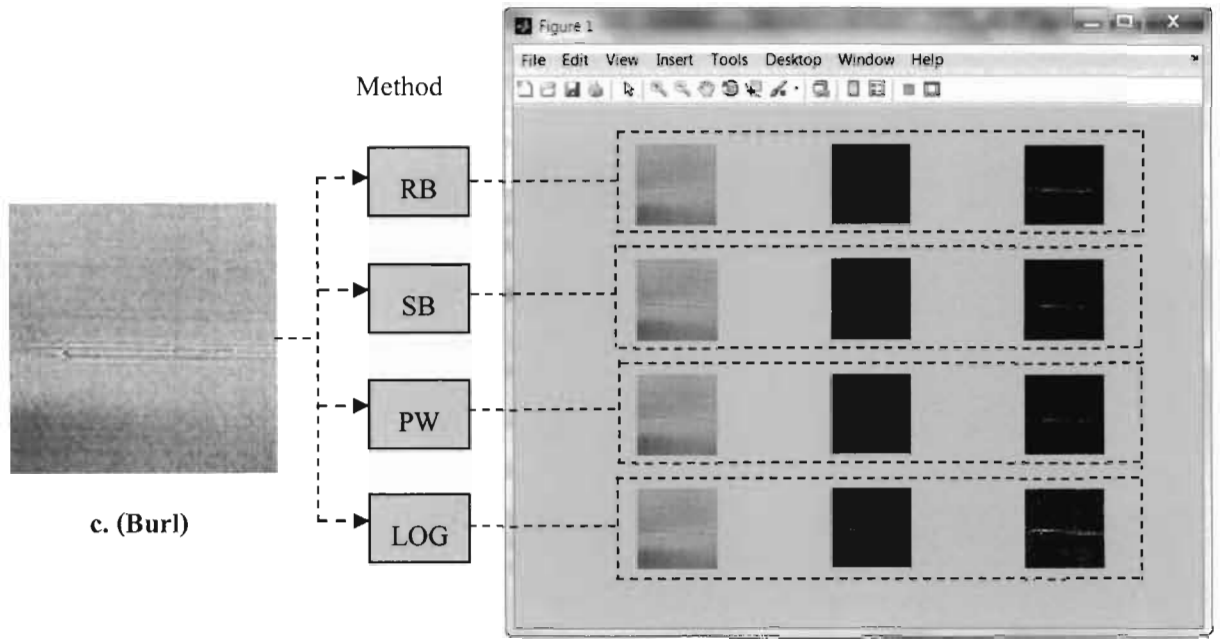 Figure 1
File Edit View Insert Tools Desktop Window Help
Method
RB
SB
PW
LOG
c. (Burl)